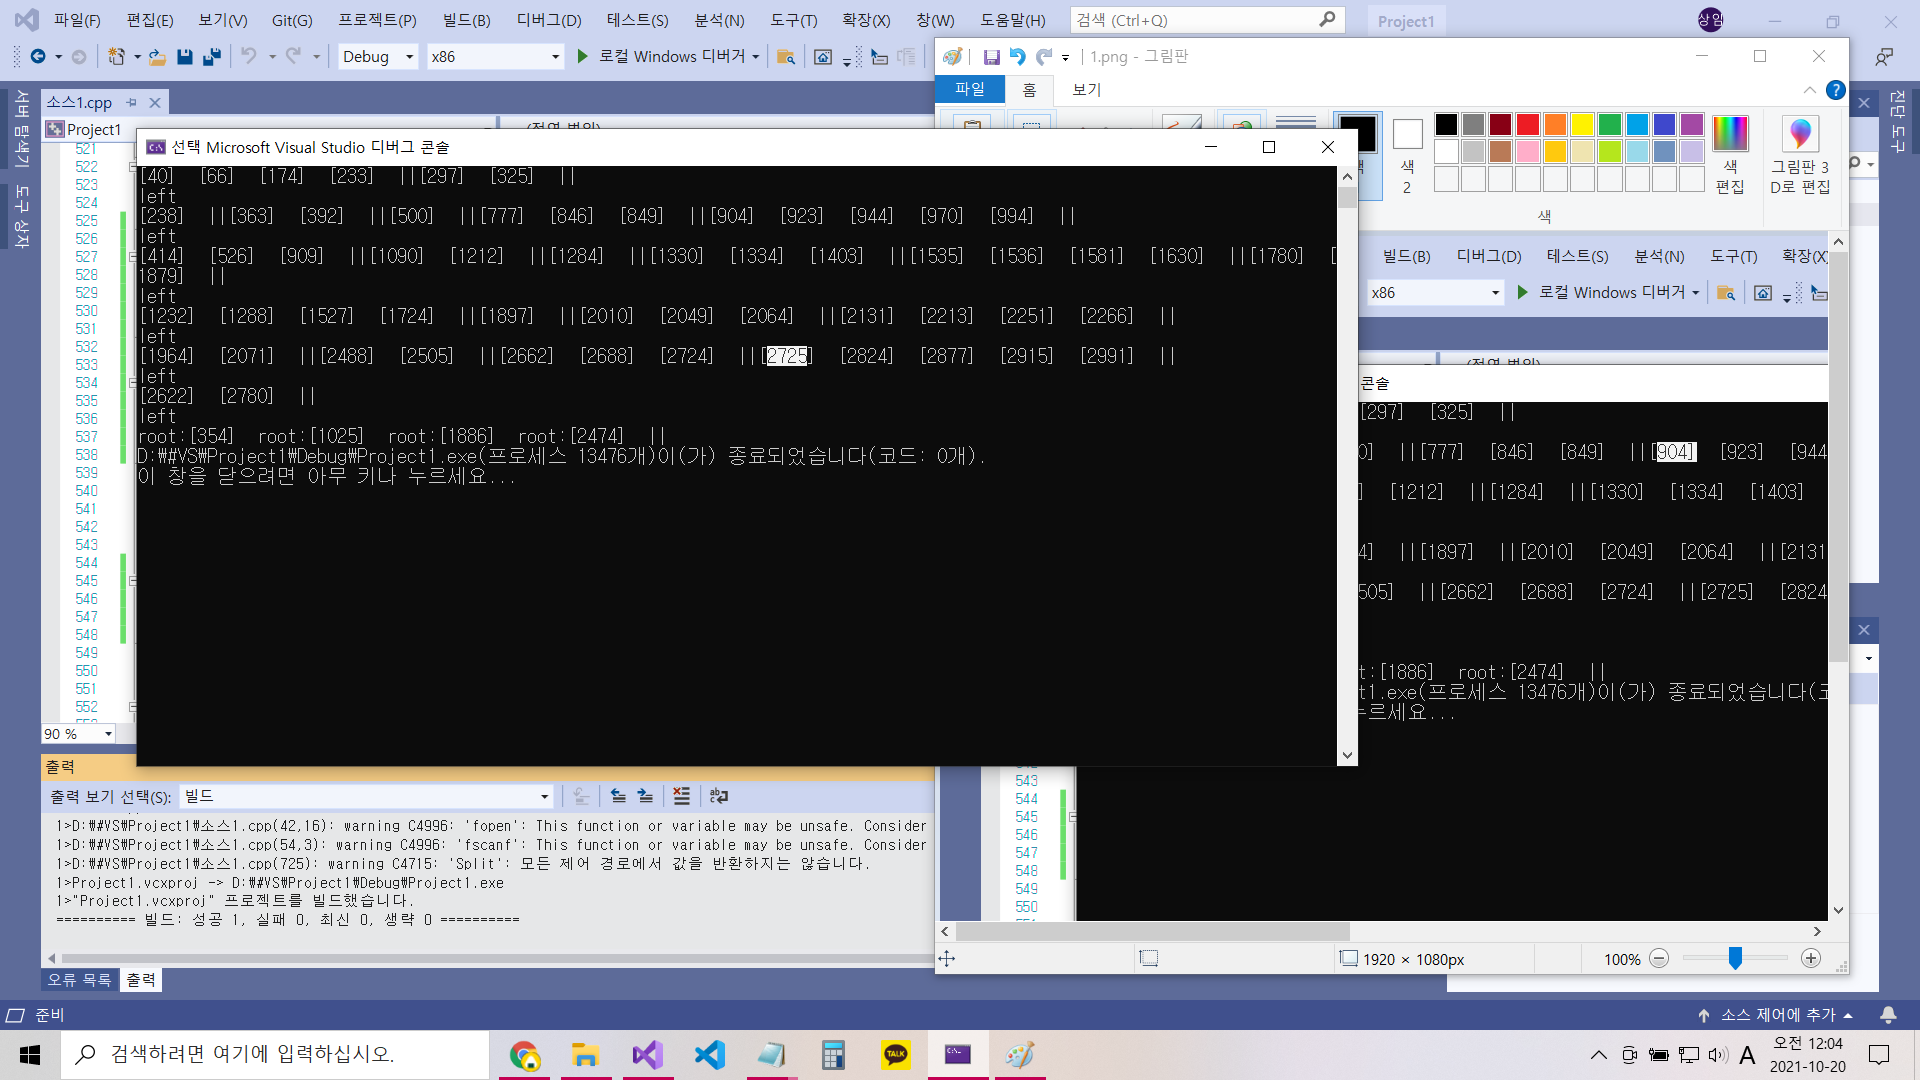 파일(F) 편집(E) 보기(V) Git(G) 프로젝트(P) 빌드(B) 디버그(D) 테스트(S) 분석(N) 도구(T) 확장(X) 창(W) 도움말(H) 검색 (Ctrl+Q) Project1 상임
Debug x86 로컬 Windows 디버거
1.png - 그림판
파일 홈 보기
서버 탐색기
도구 상자
진단 도구
소스1.cpp
Project1
선택 Microsoft Visual Studio 디버그 콘솔
[40] [66] [174] [233] ||[297] [325] ||
left
[238] ||[363] [392] ||[500] ||[777] [846] [849] ||[904] [923] [944] [970] [994] ||
left
[414] [526] [909] ||[1090] [1212] ||[1284] ||[1330] [1334] [1403] ||[1535] [1536] [1581] [1630] ||[1780] [
1879] ||
left
[1232] [1288] [1527] [1724] ||[1897] ||[2010] [2049] [2064] ||[2131] [2213] [2251] [2266] ||
left
[1964] [2071] ||[2488] [2505] ||[2662] [2688] [2724] ||[2725] [2824] [2877] [2915] [2991] ||
left
[2622] [2780] ||
left
root:[354] root:[1025] root:[1886] root:[2474] ||
D:₩#VS₩Project1₩Debug₩Project1.exe(프로세스 13476개)이(가) 종료되었습니다(코드: 0개).
이 창을 닫으려면 아무 키나 누르세요...
521
522
523
524
525
526
527
528
529
530
531
532
533
534
535
536
537
538
539
540
541
542
543
544
545
546
547
548
549
550
551
552
90 %
색
2
색
편집
그림판 3
D로 편집
색
빌드(B) 디버그(D) 테스트(S) 분석(N) 도구(T) 확장(X)
x86 로컬 Windows 디버거
콘솔
[297] [325] ||
0] ||[777] [846] [849] ||[904] [923] [944
] [1212] ||[1284] ||[1330] [1334] [1403]
4] ||[1897] ||[2010] [2049] [2064] ||[2131
505] ||[2662] [2688] [2724] ||[2725] [2824
t:[1886] root:[2474] ||
t1.exe(프로세스 13476개)이(가) 종료되었습니다(코
누르세요...
543
544
545
546
547
548
549
550
1920 × 1080px 100%
출력
출력 보기 선택(S): 빌드
1>D:₩#VS₩Project1₩소스1.cpp(42,16): warning C4996: 'fopen': This function or variable may be unsafe. Consider
1>D:₩#VS₩Project1₩소스1.cpp(54,3): warning C4996: 'fscanf': This function or variable may be unsafe. Consider
1>D:₩#VS₩Project1₩소스1.cpp(725): warning C4715: 'Split': 모든 제어 경로에서 값을 반환하지는 않습니다.
1>Project1.vcxproj -> D:₩#VS₩Project1₩Debug₩Project1.exe
1>"Project1.vcxproj" 프로젝트를 빌드했습니다.
========== 빌드: 성공 1, 실패 0, 최신 0, 생략 0 ==========
오류 목록 출력
준비 소스 제어에 추가
검색하려면 여기에 입력하십시오.
TALK
A
오전 12:04
2021-10-20